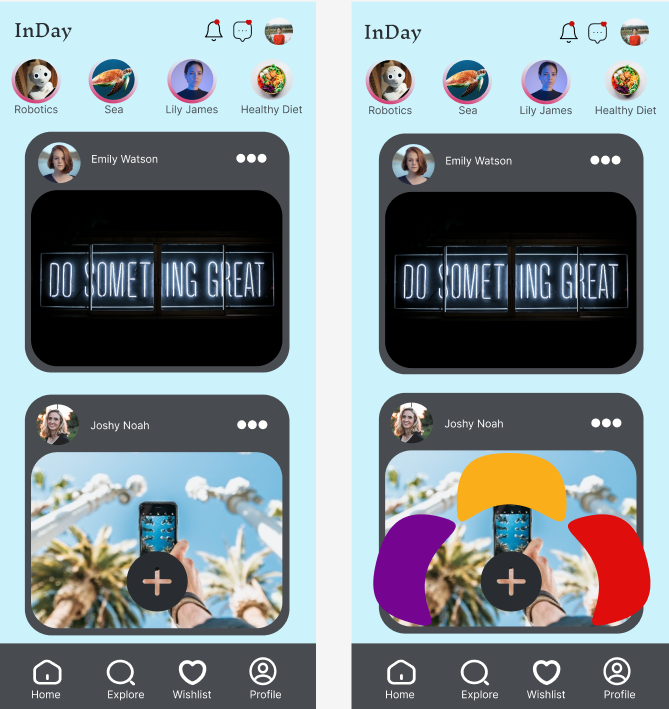 InDay
Robotics
Sea
Lily James
Healthy Diet
Emily Watson
DO SOMETHING GREAT
Joshy Noah
Home
Explore
Wishlist
Profile
InDay
Robotics
Sea
Lily James
Healthy Diet
Emily Watson
DO SOMETHING GREAT
Joshy Noah
Home
Explore
Wishlist
Profile